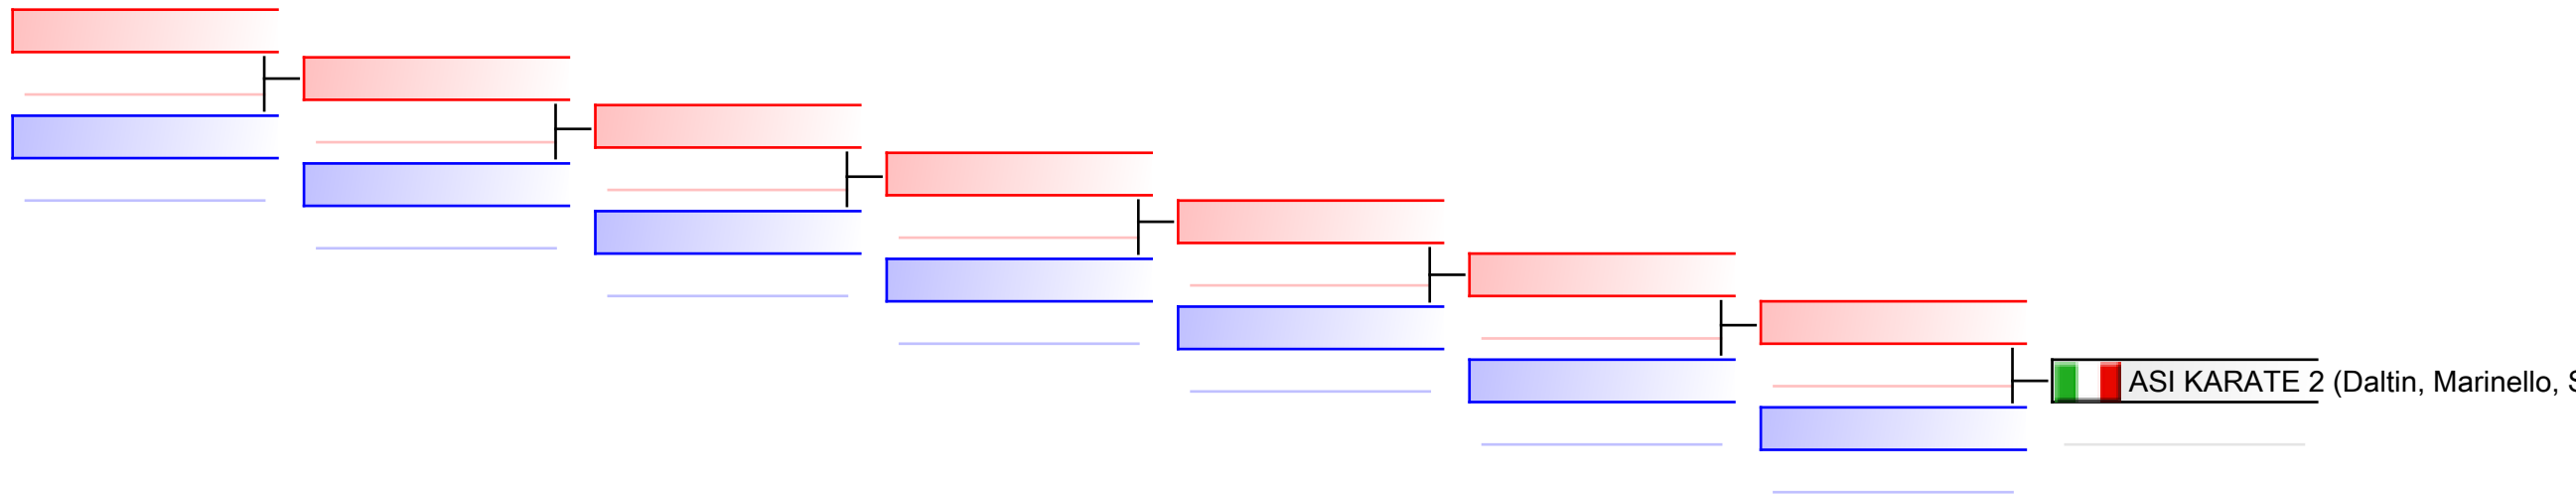 ASI KARATE 2 (Daltin, Marinello,